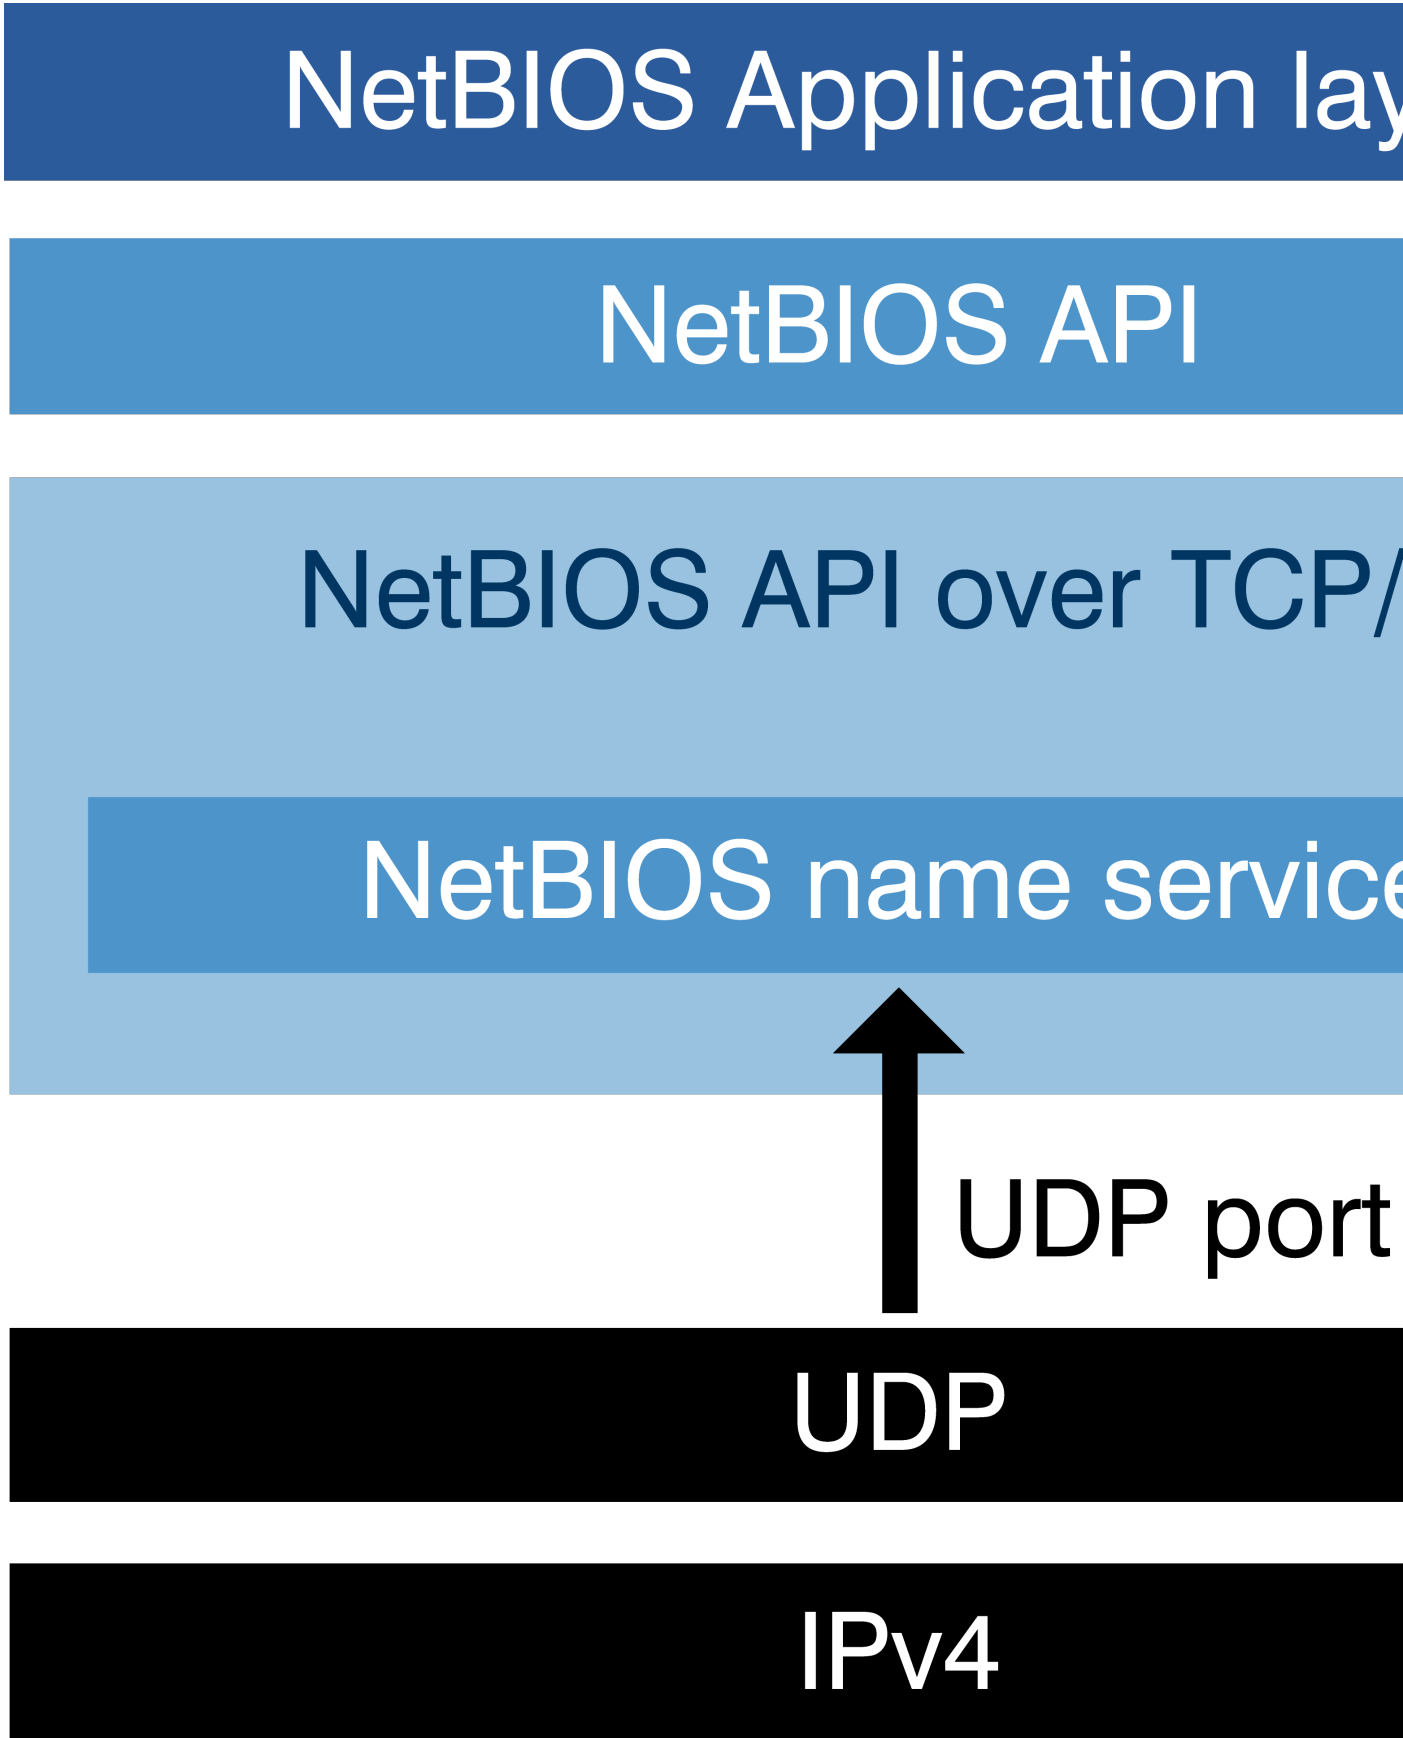 NetBIOS Application lay
NetBIOS API
NetBIOS API over TCP/
NetBIOS name service
UDP port
UDP
IPv4